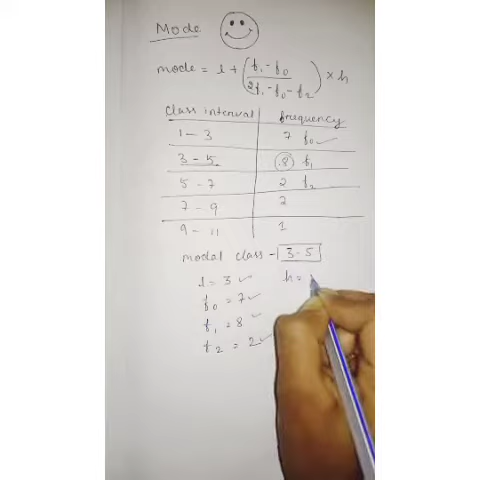 Mode
mode = l + (f₁ - f₀ / 2f₁ - f₀ - f₂) × h
class interval frequency
1 - 3 7 f₀ ✓
3 - 5 8 f₁
5 - 7 2 f₂
7 - 9 2
9 - 11 1
modal class - 3 - 5
l = 3 ✓ h =
f₀ = 7 ✓
f₁ = 8 ✓
f₂ = 2 ✓